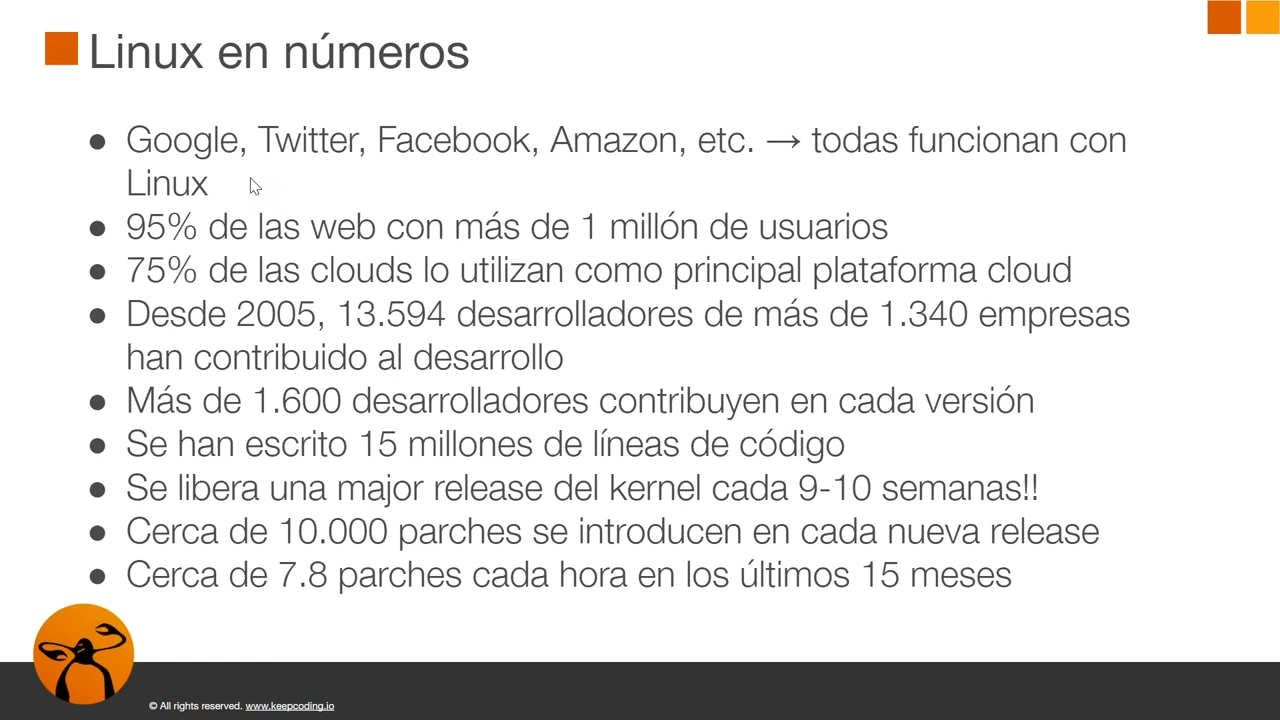 Linux en números
● Google, Twitter, Facebook, Amazon, etc. → todas funcionan con
Linux
● 95% de las web con más de 1 millón de usuarios
● 75% de las clouds lo utilizan como principal plataforma cloud
● Desde 2005, 13.594 desarrolladores de más de 1.340 empresas
han contribuido al desarrollo
● Más de 1.600 desarrolladores contribuyen en cada versión
● Se han escrito 15 millones de líneas de código
● Se libera una major release del kernel cada 9-10 semanas!!
● Cerca de 10.000 parches se introducen en cada nueva release
● Cerca de 7.8 parches cada hora en los últimos 15 meses
© All rights reserved. www.keepcoding.io